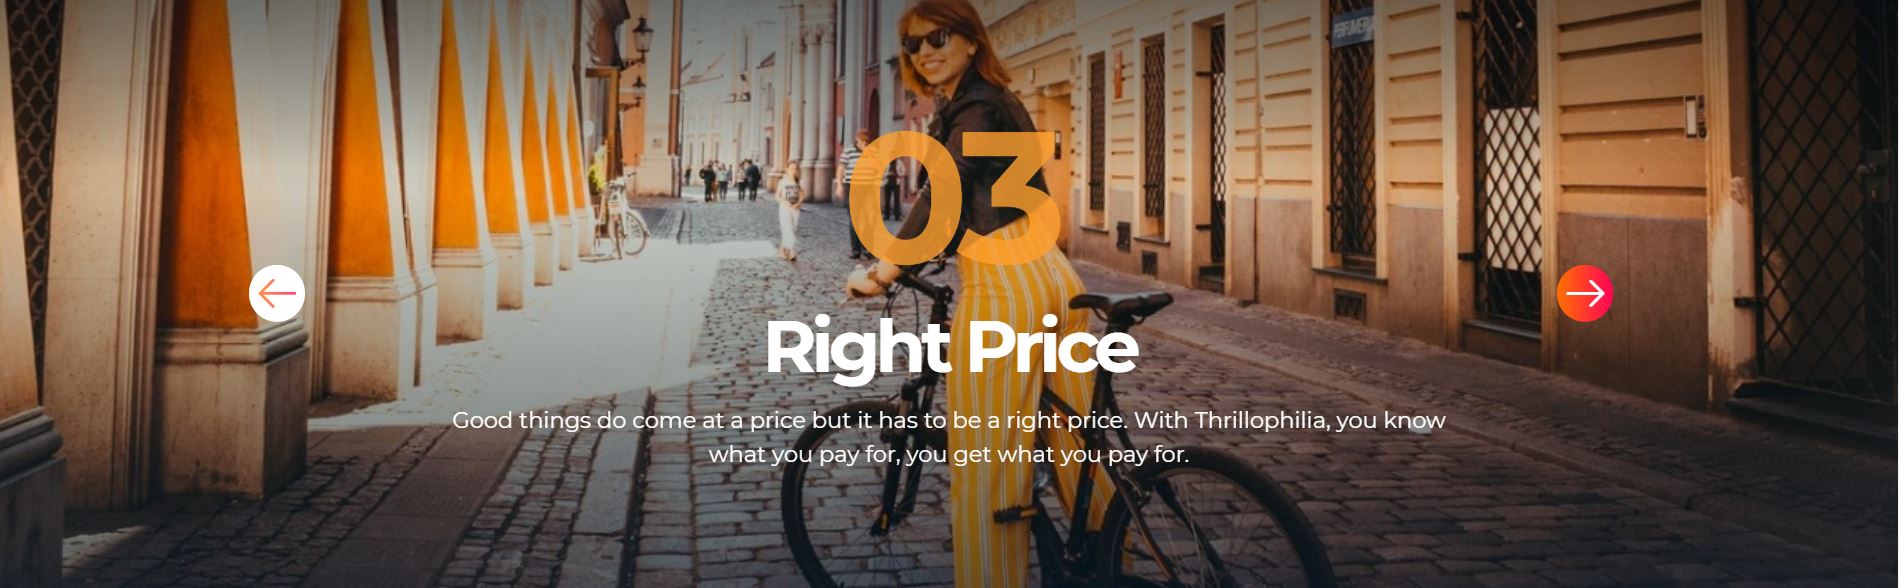 PERFUMERIA
03
Right Price
Good things do come at a price but it has to be a right price. With Thrillophilia, you know
what you pay for, you get what you pay for.